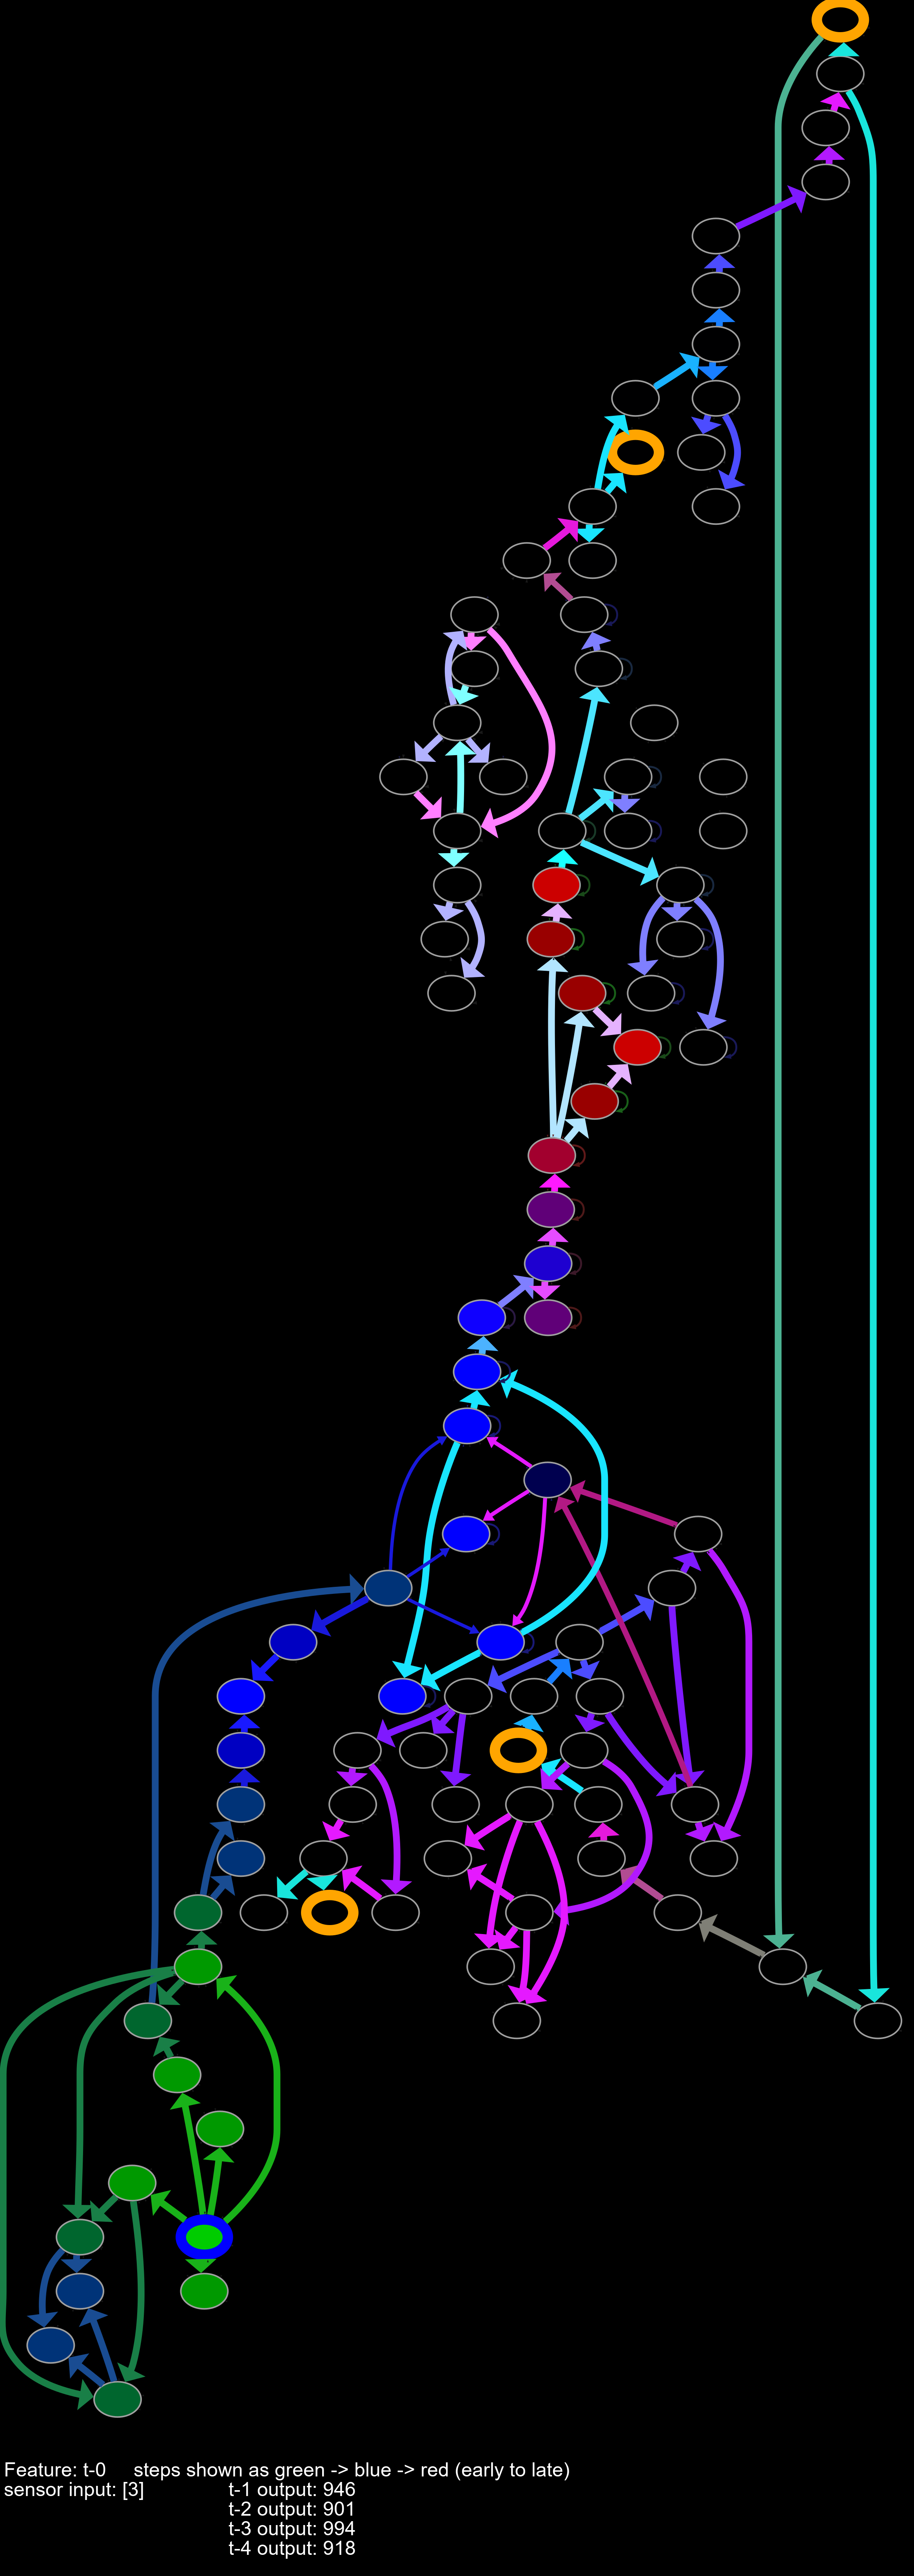 Feature: t-0 steps shown as green -> blue -> red (early to late)
sensor input: [3] t-1 output: 946
t-2 output: 901
t-3 output: 994
t-4 output: 918